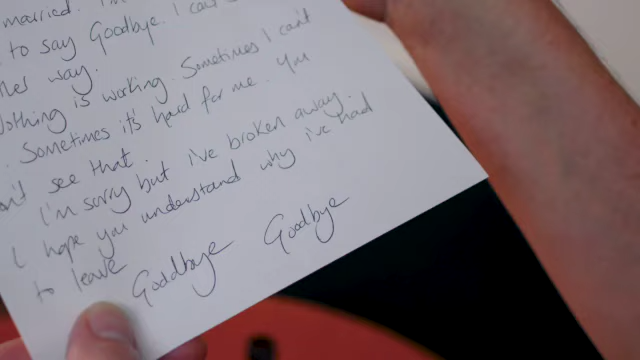 married.
to say Goodbye. I can't
way.
Nothing is working. Sometimes I can't
. Sometimes it's hard for me. You
see that.
I'm sorry but i've broken away.
I hope you understand why i've had
to leave Goodbye Goodbye